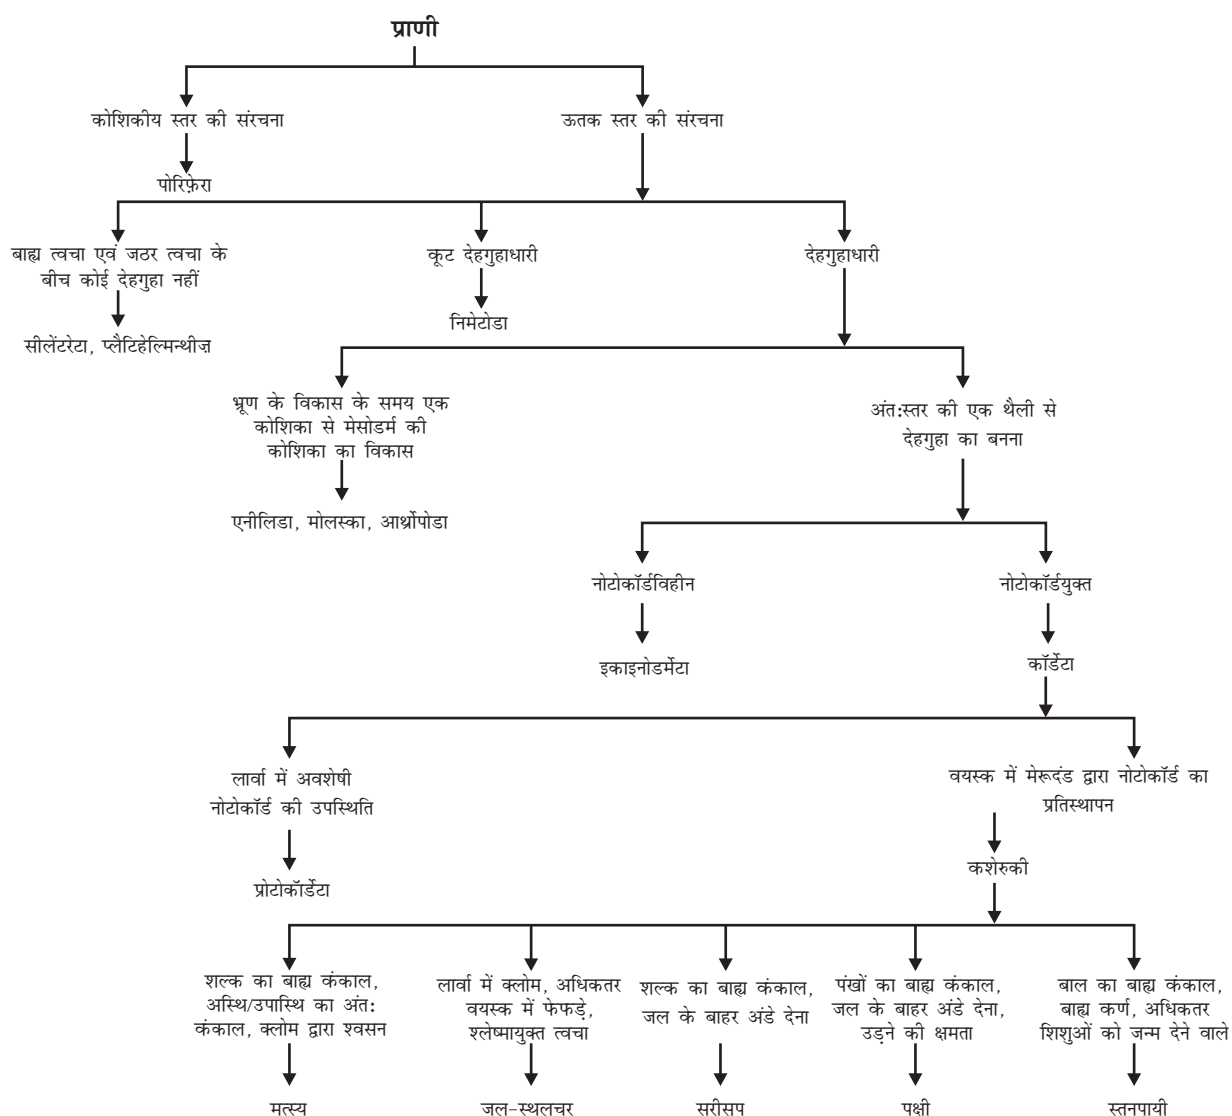 प्राणी
कोशिकीय स्तर की संरचना
ऊतक स्तर की संरचना
पोरिफ़ेरा
बाह्य त्वचा एवं जठर त्वचा के
बीच कोई देहगुहा नहीं
कूट देहगुहाधारी
देहगुहाधारी
सीलेंटरेटा, प्लैटिहेल्मिन्थीज़
निमेटोडा
भ्रूण के विकास के समय एक
कोशिका से मेसोडर्म की
कोशिका का विकास
अंत:स्तर की एक थैली से
देहगुहा का बनना
एनीलिडा, मोलस्का, आर्थ्रोपोडा
नोटोकॉर्डविहीन
नोटोकॉर्डयुक्त
इकाइनोडर्मेटा
कॉर्डेटा
लार्वा में अवशेषी
नोटोकॉर्ड की उपस्थिति
वयस्क में मेरूदंड द्वारा नोटोकॉर्ड का
प्रतिस्थापन
प्रोटोकॉर्डेटा
कशेरुकी
शल्क का बाह्य कंकाल,
अस्थि/उपास्थि का अंत:
कंकाल, क्लोम द्वारा श्वसन
लार्वा में क्लोम, अधिकतर
वयस्क में फेफड़े,
श्लेष्मायुक्त त्वचा
शल्क का बाह्य कंकाल,
जल के बाहर अंडे देना
पंखों का बाह्य कंकाल,
जल के बाहर अंडे देना,
उड़ने की क्षमता
बाल का बाह्य कंकाल,
बाह्य कर्ण, अधिकतर
शिशुओं को जन्म देने वाले
मत्स्य
जल-स्थलचर
सरीसप
पक्षी
स्तनपायी